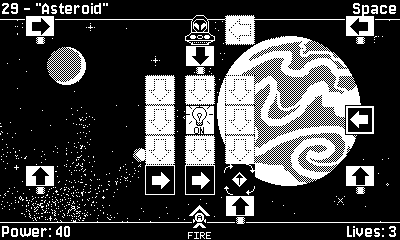 29 - "Asteroid"
Space
ON
FIRE
Power: 40
Lives: 3